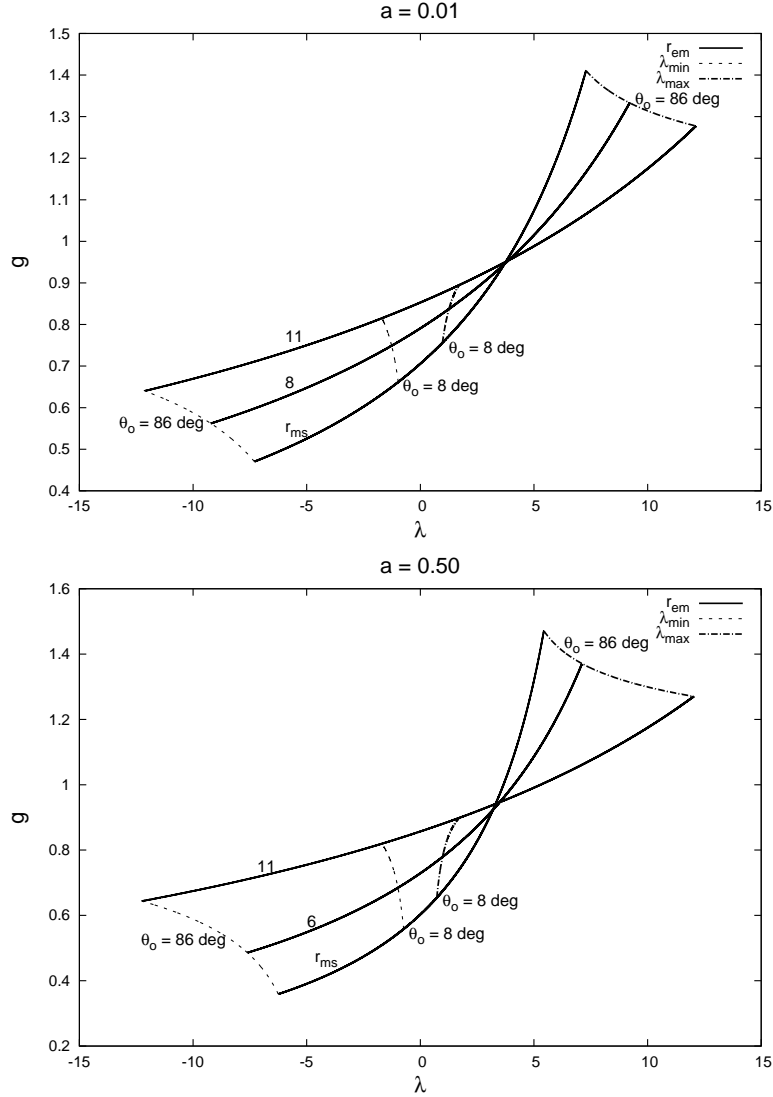 a = 0.01
1.5
1.4
1.3
1.2
1.1
1
0.9
0.8
0.7
0.6
0.5
0.4
g
r_em
λ_min
λ_max
θ_o = 86 deg
11
8
r_ms
θ_o = 8 deg
θ_o = 8 deg
θ_o = 86 deg
-15
-10
-5
0
5
10
15
λ
a = 0.50
1.6
1.4
1.2
1
0.8
0.6
0.4
0.2
g
r_em
λ_min
λ_max
θ_o = 86 deg
11
6
r_ms
θ_o = 8 deg
θ_o = 8 deg
θ_o = 86 deg
-15
-10
-5
0
5
10
15
λ